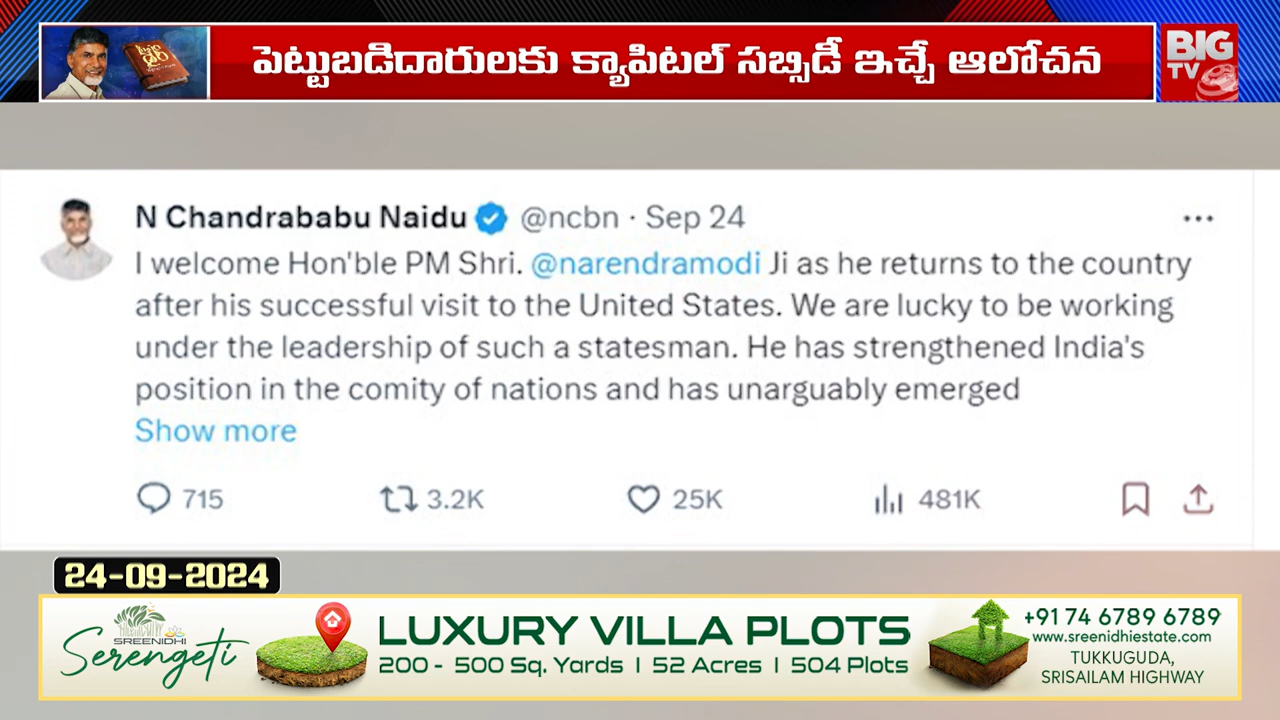 పెట్టుబడిదారులకు క్యాపిటల్ సబ్సిడీ ఇచ్చే ఆలోచన
BIG
TV
N Chandrababu Naidu @ncbn · Sep 24
I welcome Hon'ble PM Shri. @narendramodi Ji as he returns to the country
after his successful visit to the United States. We are lucky to be working
under the leadership of such a statesman. He has strengthened India's
position in the comity of nations and has unarguably emerged
Show more
715 3.2K 25K 481K
24-09-2024
SREENIDHI
Serengeti
LUXURY VILLA PLOTS
200 - 500 Sq. Yards I 52 Acres I 504 Plots
+91 74 6789 6789
www.sreenidhiestate.com
TUKKUGUDA,
SRISAILAM HIGHWAY